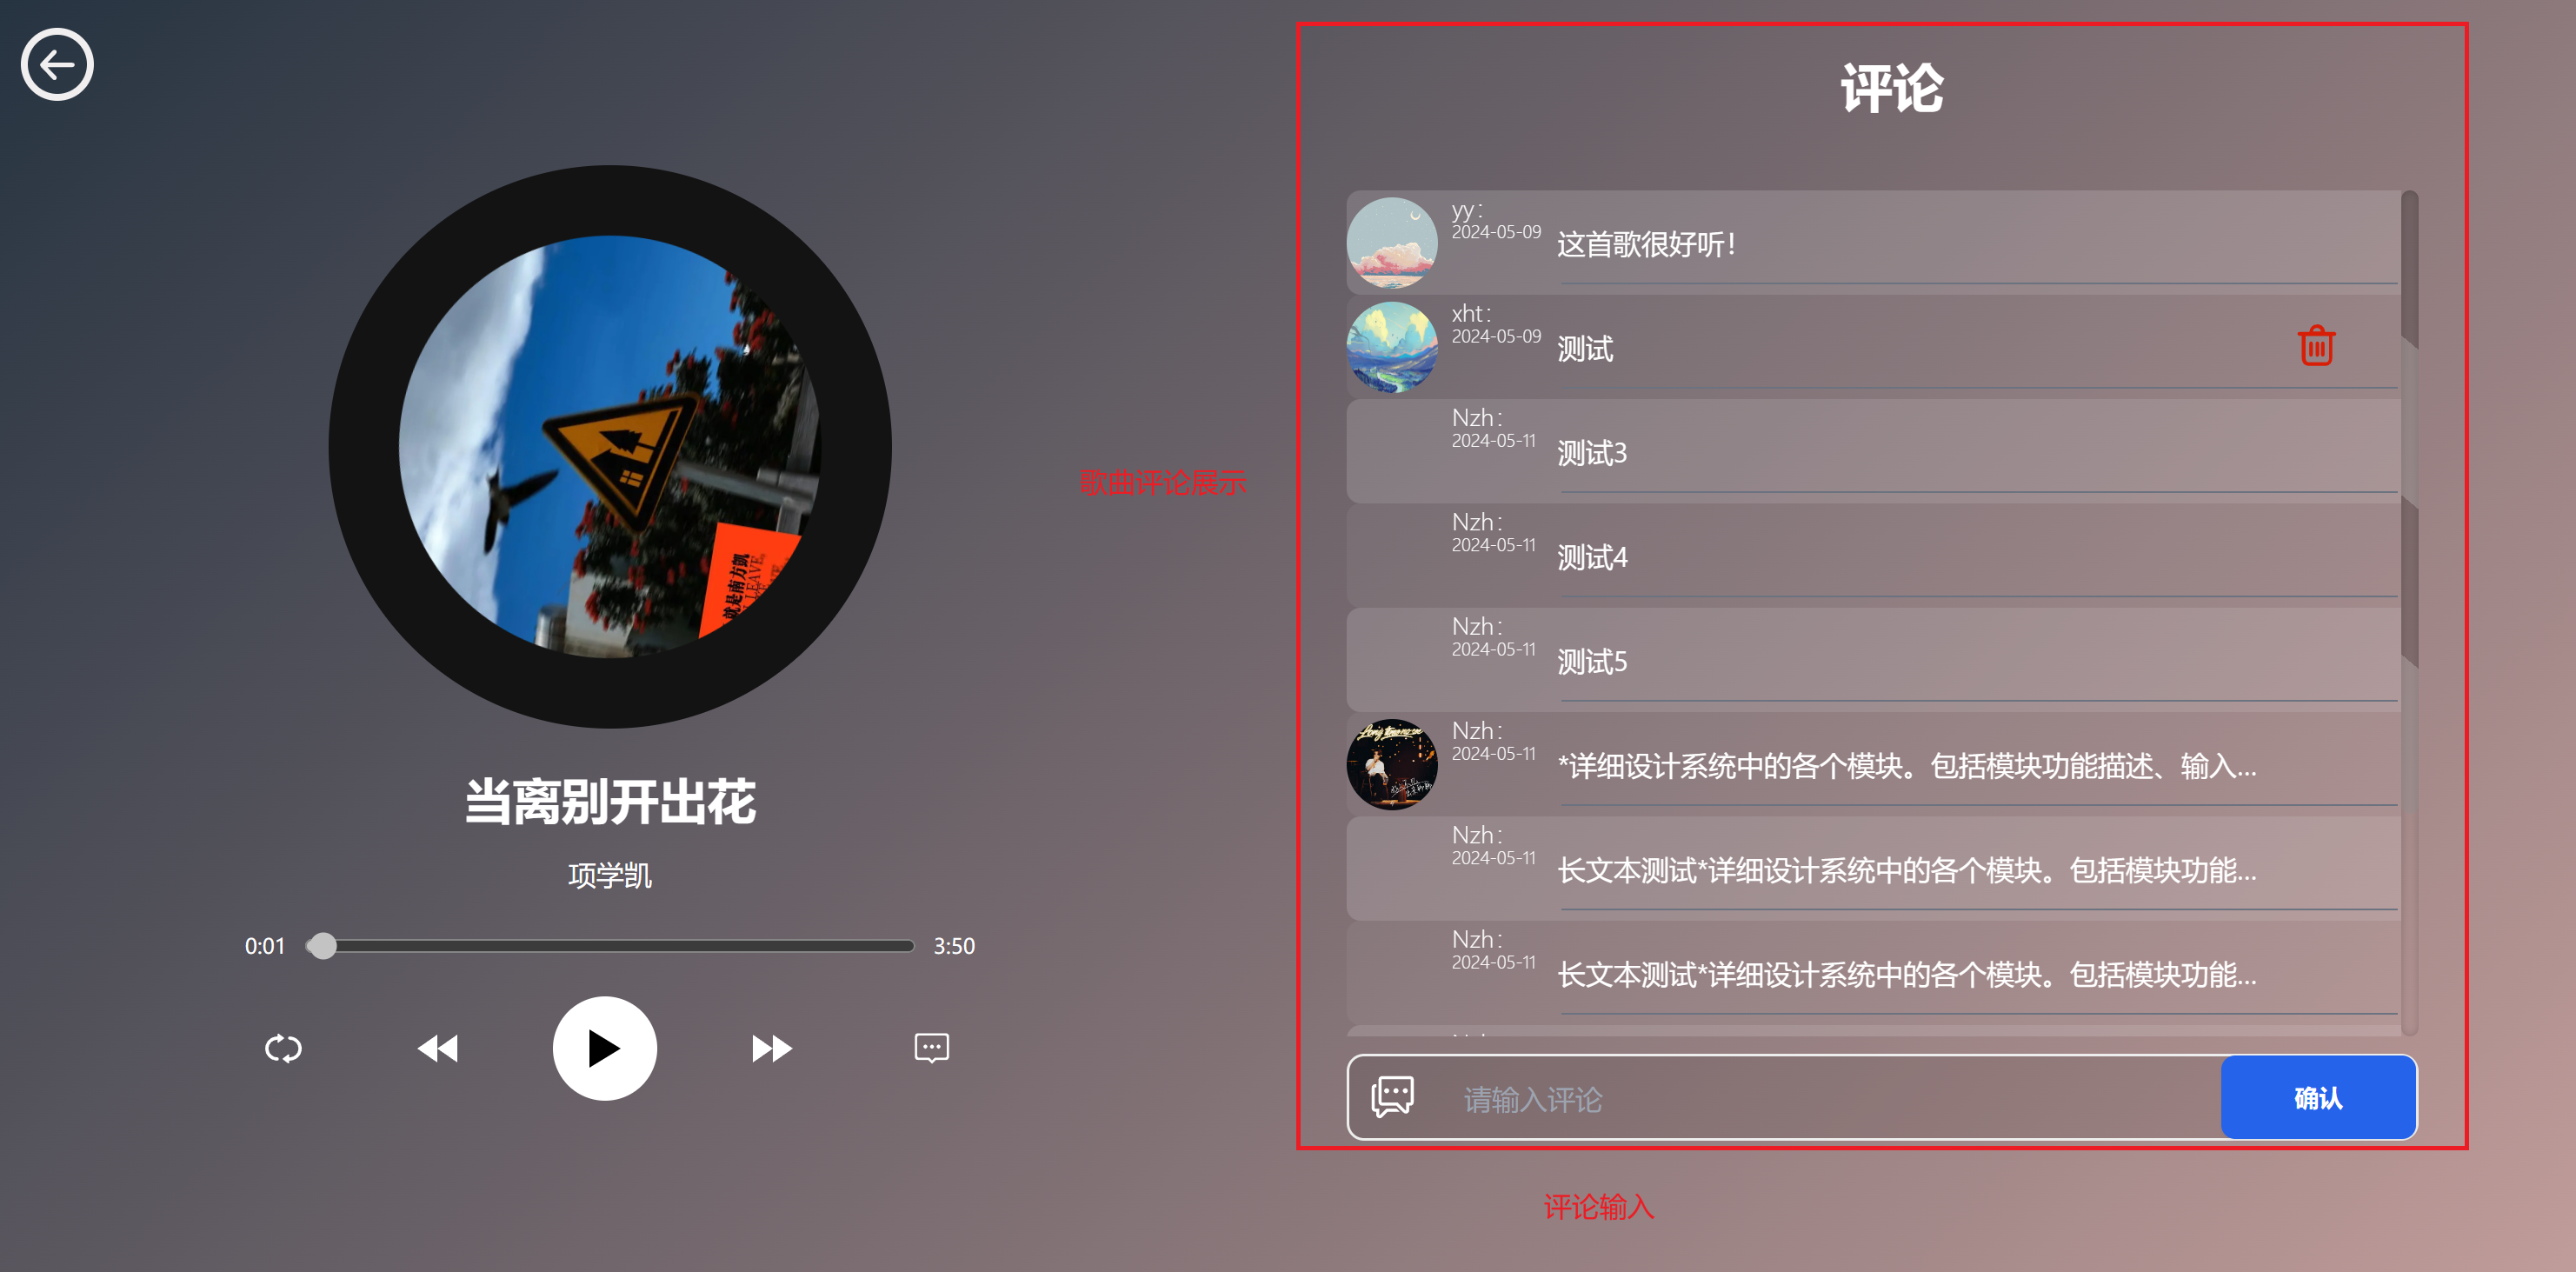 评论
yy：
2024-05-09
这首歌很好听！
xht：
2024-05-09
测试
Nzh：
2024-05-11
测试3
Nzh：
2024-05-11
测试4
Nzh：
2024-05-11
测试5
Nzh：
2024-05-11
*详细设计系统中的各个模块。包括模块功能描述、输入...
Nzh：
2024-05-11
长文本测试*详细设计系统中的各个模块。包括模块功能...
Nzh：
2024-05-11
长文本测试*详细设计系统中的各个模块。包括模块功能...
请输入评论
确认
歌曲评论展示
评论输入
就是南方凯
LEAVE,
当离别开出花
项学凯
0:01
3:50